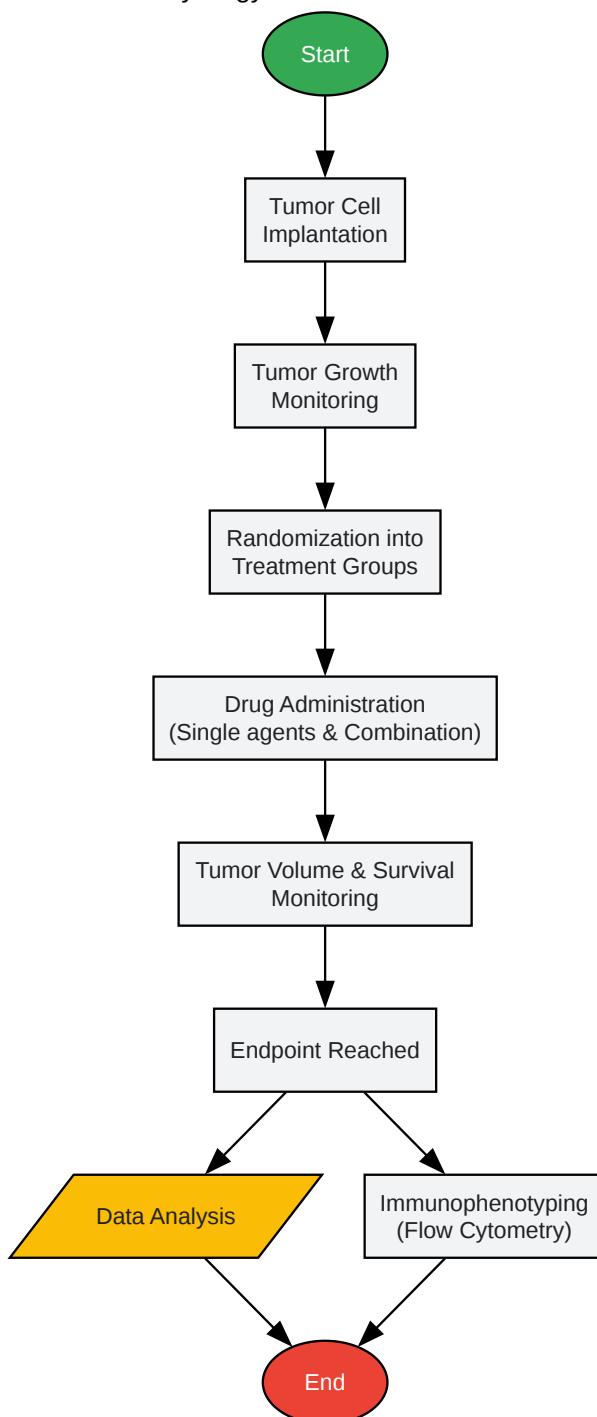 Start
Tumor Cell
Implantation
Tumor Growth
Monitoring
Randomization into
Treatment Groups
Drug Administration
(Single agents & Combination)
Tumor Volume & Survival
Monitoring
Endpoint Reached
Data Analysis
Immunophenotyping
(Flow Cytometry)
End